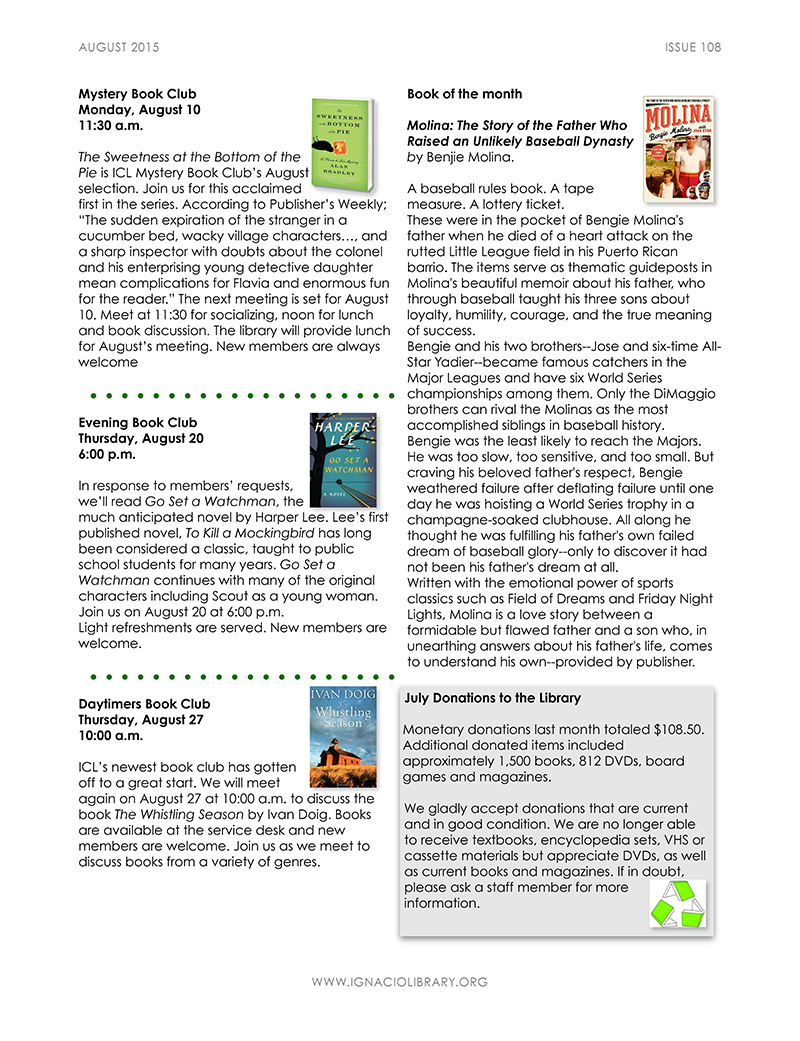 AUGUST 2015
ISSUE 108
Mystery Book Club
Monday, August 10
11:30 a.m.
The
SWEETNESS
at the BOTTOM
of the
PIE
A Flavia de Luce Mystery
ALAN
BRADLEY
The Sweetness at the Bottom of the
Pie is ICL Mystery Book Club’s August
selection. Join us for this acclaimed
first in the series. According to Publisher’s Weekly;
“The sudden expiration of the stranger in a
cucumber bed, wacky village characters…, and
a sharp inspector with doubts about the colonel
and his enterprising young detective daughter
mean complications for Flavia and enormous fun
for the reader.” The next meeting is set for August
10. Meet at 11:30 for socializing, noon for lunch
and book discussion. The library will provide lunch
for August’s meeting. New members are always
welcome
Evening Book Club
Thursday, August 20
6:00 p.m.
HARPER
LEE
GO SET A
WATCHMAN
A NOVEL
In response to members’ requests,
we’ll read Go Set a Watchman, the
much anticipated novel by Harper Lee. Lee’s first
published novel, To Kill a Mockingbird has long
been considered a classic, taught to public
school students for many years. Go Set a
Watchman continues with many of the original
characters including Scout as a young woman.
Join us on August 20 at 6:00 p.m.
Light refreshments are served. New members are
welcome.
Daytimers Book Club
Thursday, August 27
10:00 a.m.
IVAN DOIG
The
Whistling
Season
ICL’s newest book club has gotten
off to a great start. We will meet
again on August 27 at 10:00 a.m. to discuss the
book The Whistling Season by Ivan Doig. Books
are available at the service desk and new
members are welcome. Join us as we meet to
discuss books from a variety of genres.
Book of the month
Molina: The Story of the Father Who
Raised an Unlikely Baseball Dynasty
by Benjie Molina.
MOLINA
Bengie Molina
with
JOAN RYAN
A baseball rules book. A tape
measure. A lottery ticket.
These were in the pocket of Bengie Molina's
father when he died of a heart attack on the
rutted Little League field in his Puerto Rican
barrio. The items serve as thematic guideposts in
Molina's beautiful memoir about his father, who
through baseball taught his three sons about
loyalty, humility, courage, and the true meaning
of success.
Bengie and his two brothers--Jose and six-time All-
Star Yadier--became famous catchers in the
Major Leagues and have six World Series
championships among them. Only the DiMaggio
brothers can rival the Molinas as the most
accomplished siblings in baseball history.
Bengie was the least likely to reach the Majors.
He was too slow, too sensitive, and too small. But
craving his beloved father's respect, Bengie
weathered failure after deflating failure until one
day he was hoisting a World Series trophy in a
champagne-soaked clubhouse. All along he
thought he was fulfilling his father's own failed
dream of baseball glory--only to discover it had
not been his father's dream at all.
Written with the emotional power of sports
classics such as Field of Dreams and Friday Night
Lights, Molina is a love story between a
formidable but flawed father and a son who, in
unearthing answers about his father's life, comes
to understand his own--provided by publisher.
July Donations to the Library
Monetary donations last month totaled $108.50.
Additional donated items included
approximately 1,500 books, 812 DVDs, board
games and magazines.
We gladly accept donations that are current
and in good condition. We are no longer able
to receive textbooks, encyclopedia sets, VHS or
cassette materials but appreciate DVDs, as well
as current books and magazines. If in doubt,
please ask a staff member for more
information.
WWW.IGNACIOLIBRARY.ORG